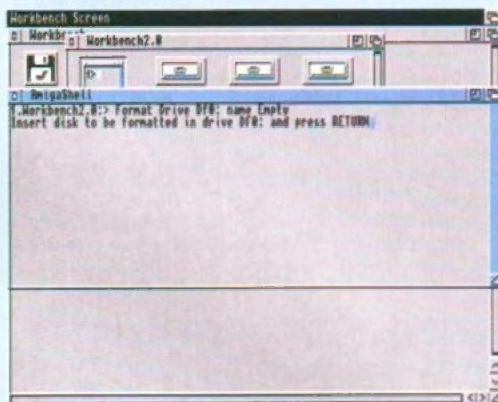 Workbench Screen
Workb
Workbench2.0
AmigaShell
1.Workbench2.0:> Format Drive DF0: name Empty
Insert disk to be formatted in drive DF0: and press RETURN